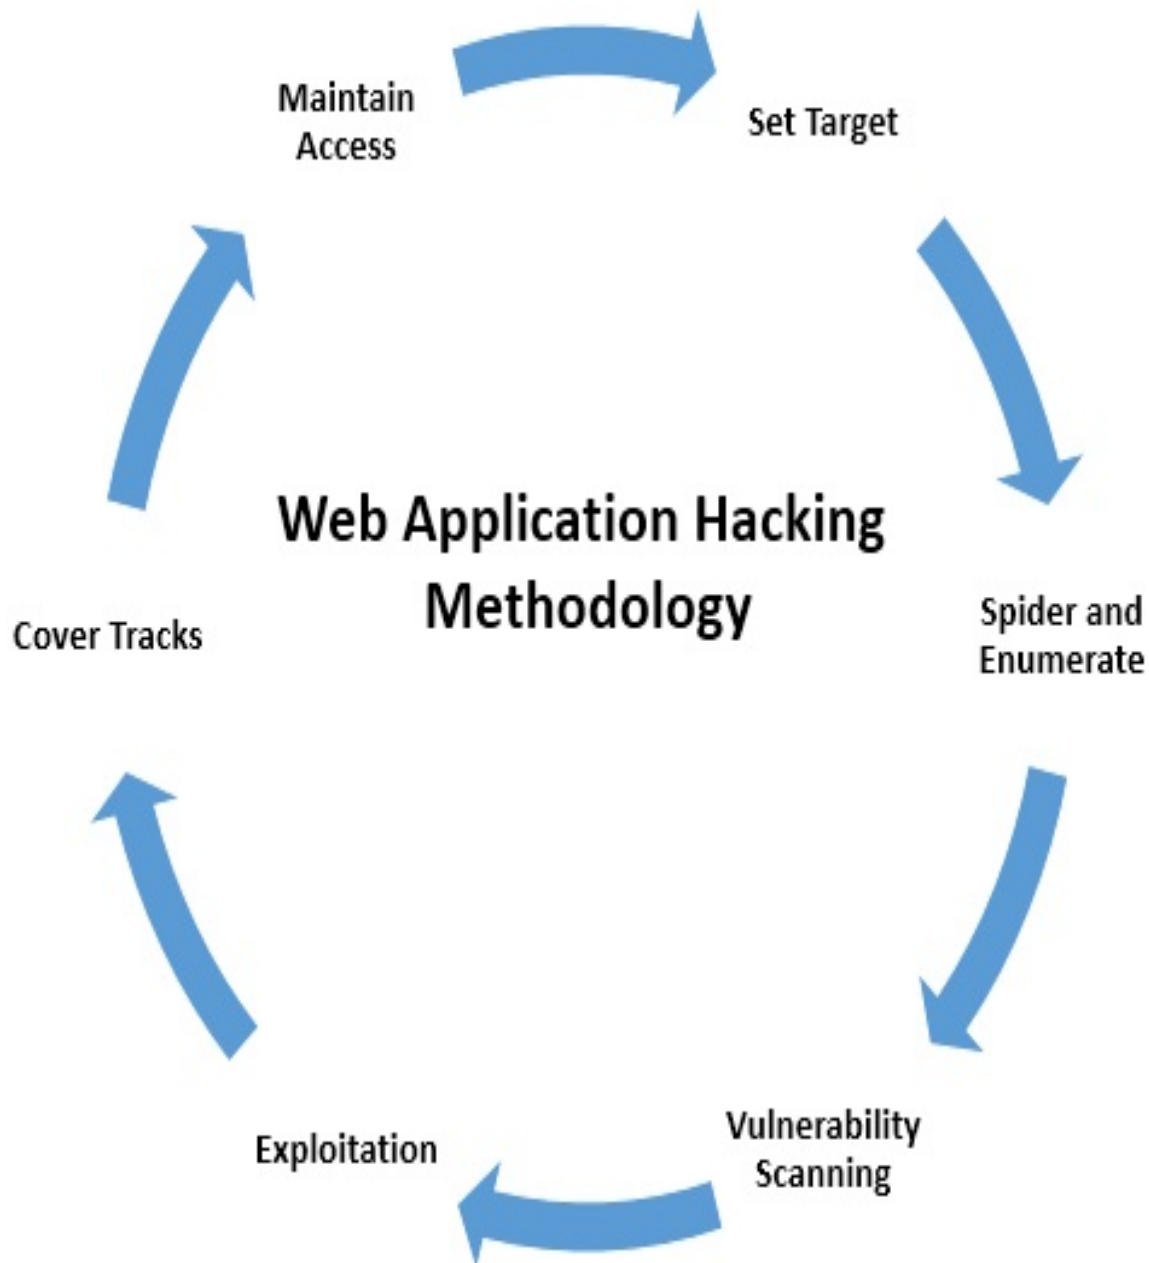 Maintain
Access
Set Target
Web Application Hacking
Methodology
Spider and
Enumerate
Cover Tracks
Vulnerability
Scanning
Exploitation